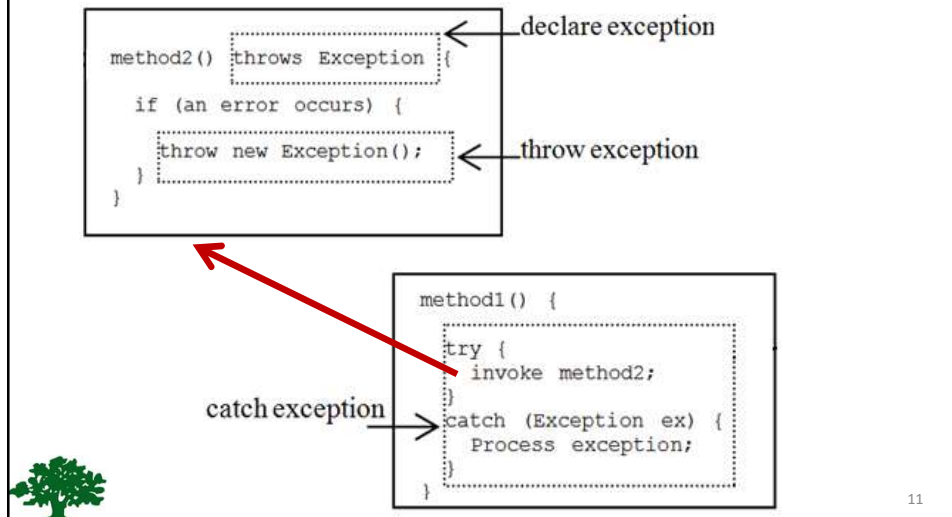 declare exception
method2() throws Exception {
if (an error occurs) {
throw new Exception();
throw exception
}
}
method1() {
try {
invoke method2;
}
catch exception
catch (Exception ex) {
Process exception;
}
}
11